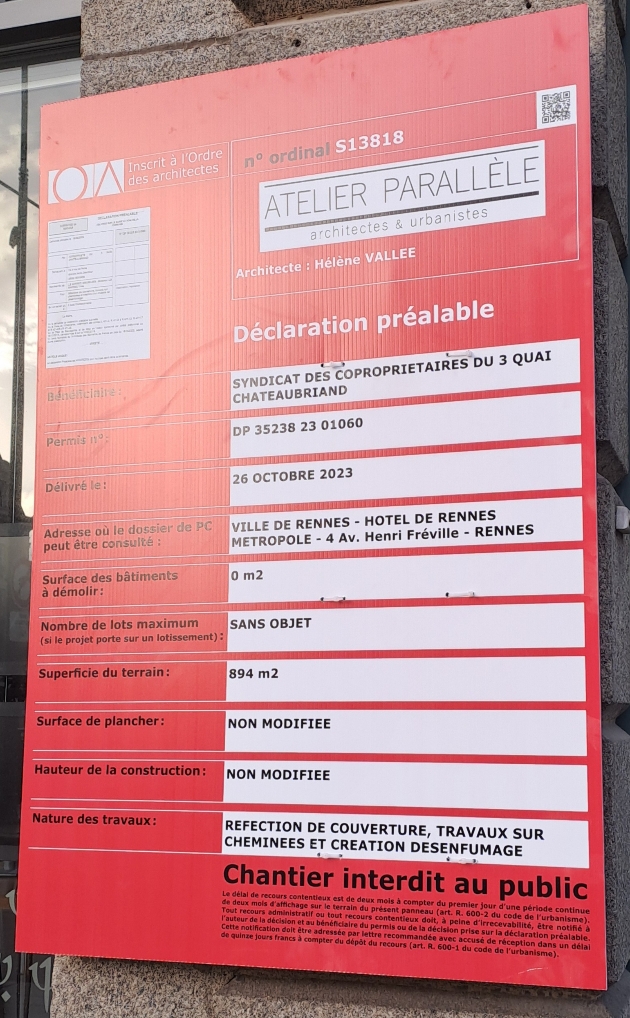 Inscrit à l'Ordre
des architectes
n° ordinal S13818
ATELIER PARALLÈLE
architectes & urbanistes
Architecte : Hélène VALLEE
Déclaration préalable
Bénéficiaire :
SYNDICAT DES COPROPRIETAIRES DU 3 QUAI
CHATEAUBRIAND
Permis n° :
DP 35238 23 01060
Délivré le :
26 OCTOBRE 2023
Adresse où le dossier de PC
peut être consulté :
VILLE DE RENNES - HOTEL DE RENNES
METROPOLE - 4 Av. Henri Fréville - RENNES
Surface des bâtiments
à démolir :
0 m2
Nombre de lots maximum
(si le projet porte sur un lotissement) :
SANS OBJET
Superficie du terrain :
894 m2
Surface de plancher :
NON MODIFIEE
Hauteur de la construction :
NON MODIFIEE
Nature des travaux :
REFECTION DE COUVERTURE, TRAVAUX SUR
CHEMINEES ET CREATION DESENFUMAGE
Chantier interdit au public
Le délai de recours contentieux est de deux mois à compter du premier jour d'une période continue
de deux mois d'affichage sur le terrain du présent panneau (art. R. 600-2 du code de l'urbanisme).
Tout recours administratif ou tout recours contentieux doit, à peine d'irrecevabilité, être notifié à
l'auteur de la décision et au bénéficiaire du permis ou de la décision prise sur la déclaration préalable.
Cette notification doit être adressée par lettre recommandée avec accusé de réception dans un délai
de quinze jours francs à compter du dépôt du recours (art. R. 600-1 du code de l'urbanisme).